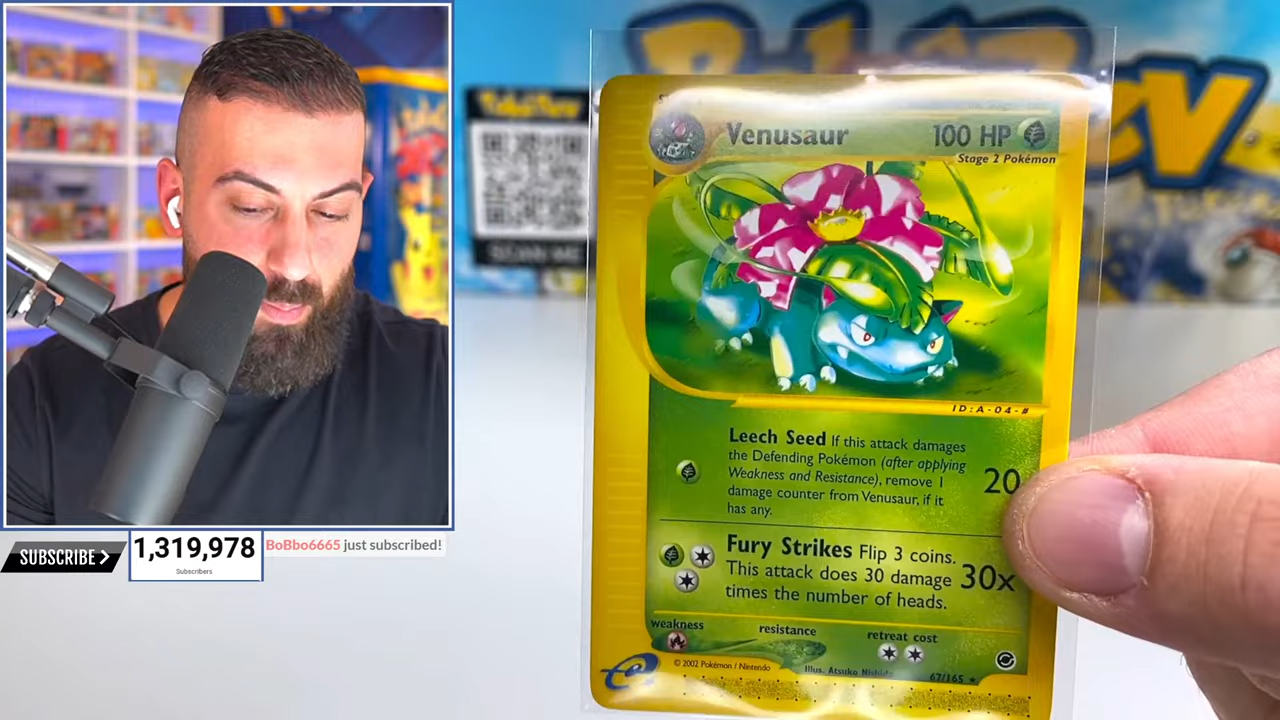 SUBSCRIBE
1,319,978
Subscribers
BoBbo6665 just subscribed!
SCAN ME
Venusaur 100 HP
Stage 2 Pokémon
ID:A-04-#
Leech Seed If this attack damages
the Defending Pokémon (after applying
Weakness and Resistance), remove 1
damage counter from Venusaur, if it
has any.
20
Fury Strikes Flip 3 coins.
This attack does 30 damage
times the number of heads.
30x
weakness resistance retreat cost
© 2002 Pokémon / Nintendo Illus. Atsuko Nishida 67/165
e